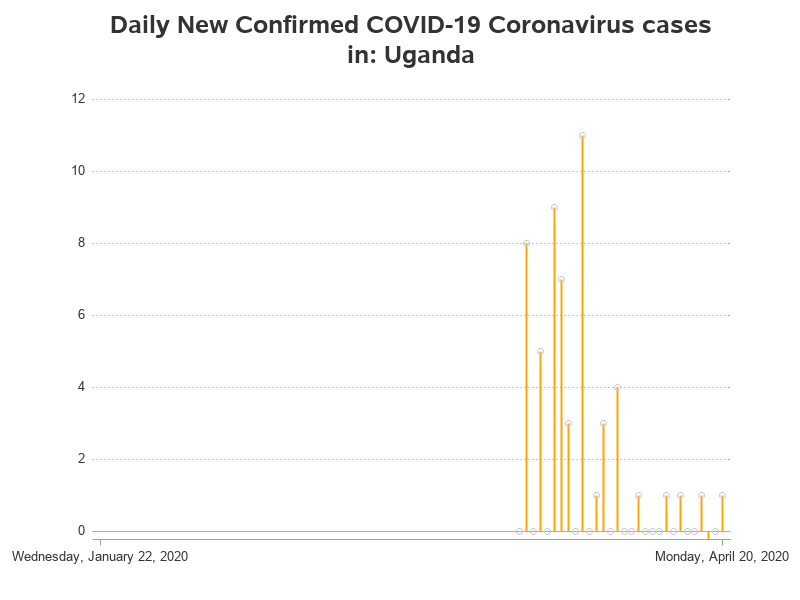 Daily New Confirmed COVID-19 Coronavirus cases
in: Uganda
12
10
8
6
4
2
0
Wednesday, January 22, 2020
Monday, April 20, 2020